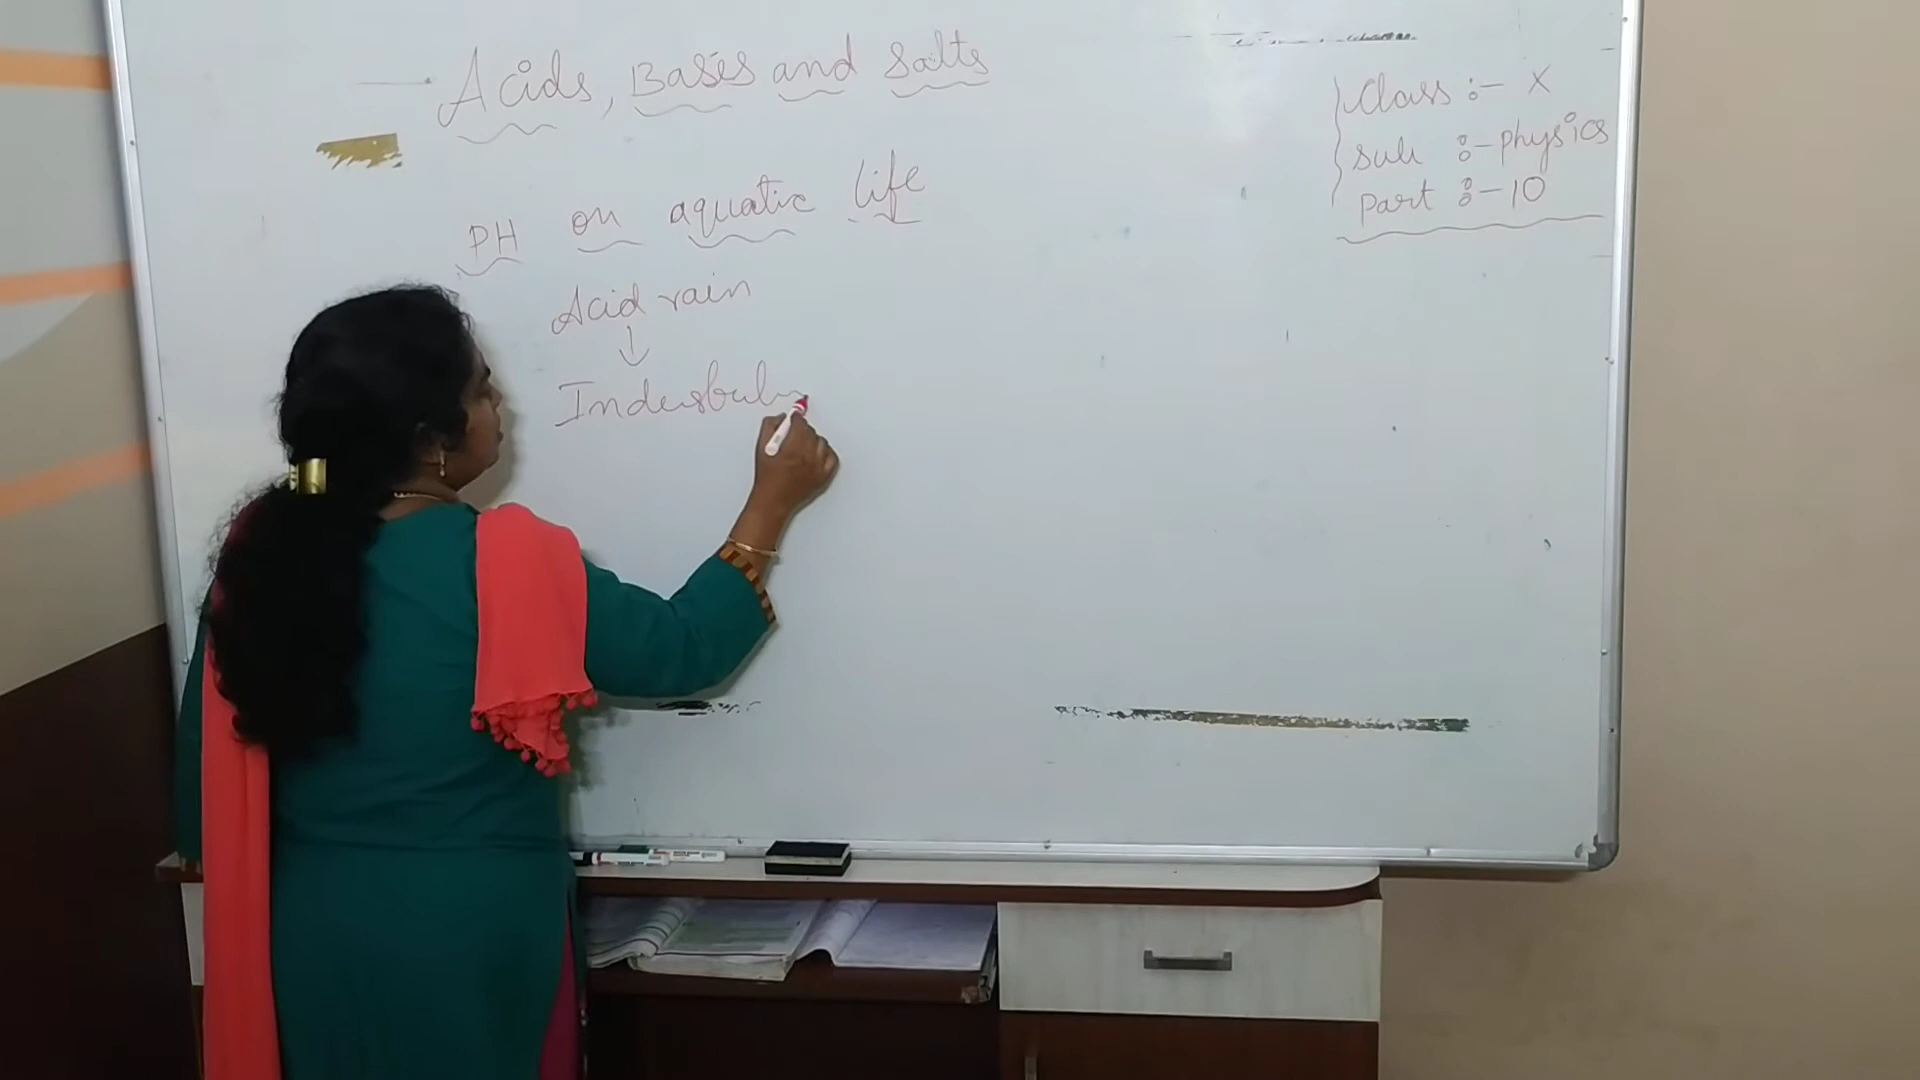 Acids, Bases and Salts
Class :- X
Sub :- physics
Part :- 10
PH on aquatic life
Acid rain
↓